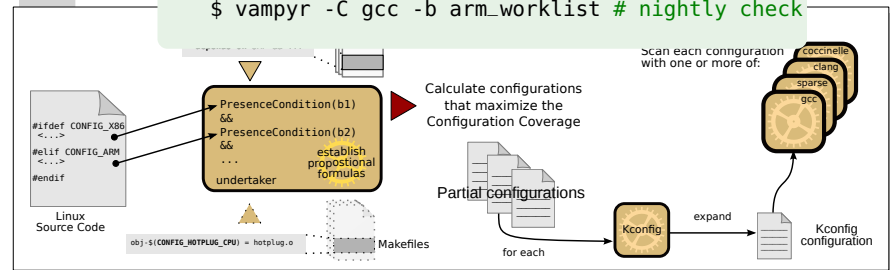 $ vampyr -C gcc -b arm_worklist # nightly check
Scan each configuration
with one or more of:
coccinelle
clang
sparse
gcc
#ifdef CONFIG_X86
<...>
#elif CONFIG_ARM
<...>
#endif
Linux
Source Code
PresenceCondition(b1)
&&
PresenceCondition(b2)
&&
...
establish
propostional
formulas
undertaker
Calculate configurations
that maximize the
Configuration Coverage
Partial configurations
for each
Kconfig
expand
Kconfig
configuration
obj-$(CONFIG_HOTPLUG_CPU) = hotplug.o
Makefiles